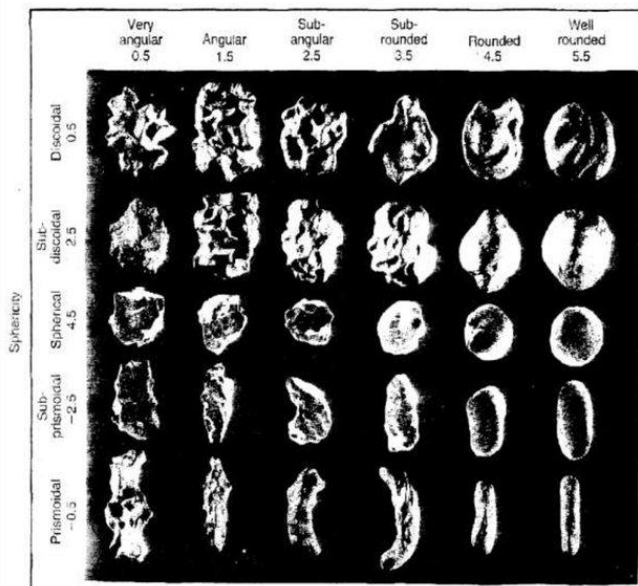 Very
angular
0.5
Angular
1.5
Sub-
angular
2.5
Sub-
rounded
3.5
Rounded
4.5
Well
rounded
5.5
Sphericity
Discoidal
0.5
Sub-
discoidal
2.5
Spherical
4.5
Sub-
prismoidal
-2.5
Prismoidal
-0.5